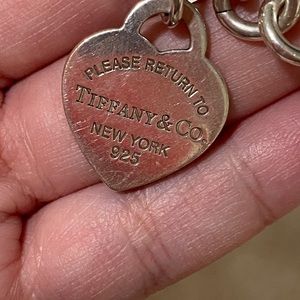 PLEASE RETURN TO
TIFFANY & CO.
NEW YORK
925